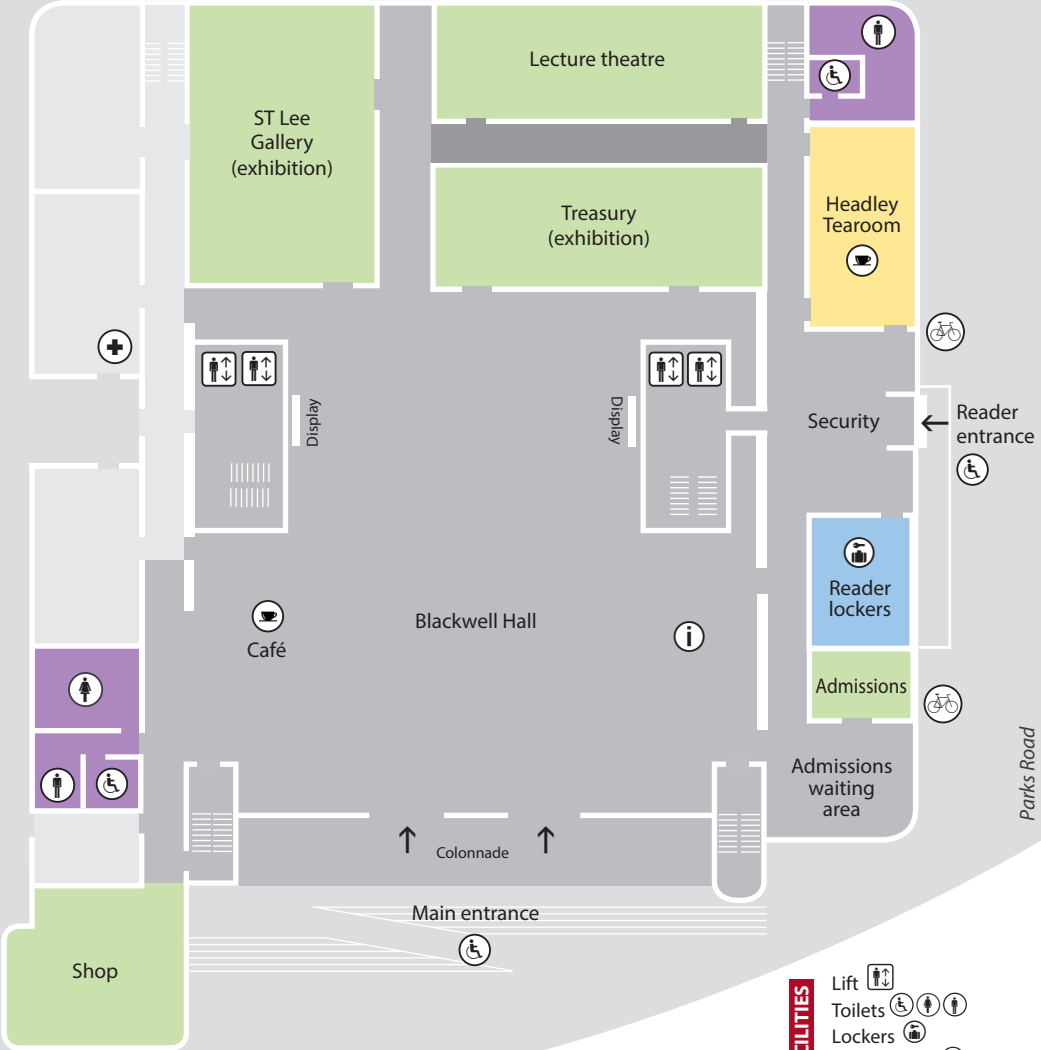 Lecture theatre
ST Lee
Gallery
(exhibition)
Treasury
(exhibition)
Headley
Tearoom
Display
Display
Security
Reader
entrance
Reader
lockers
Blackwell Hall
i
Café
Admissions
Admissions
waiting
area
Parks Road
Colonnade
Main entrance
Shop
Lift
Toilets
Lockers